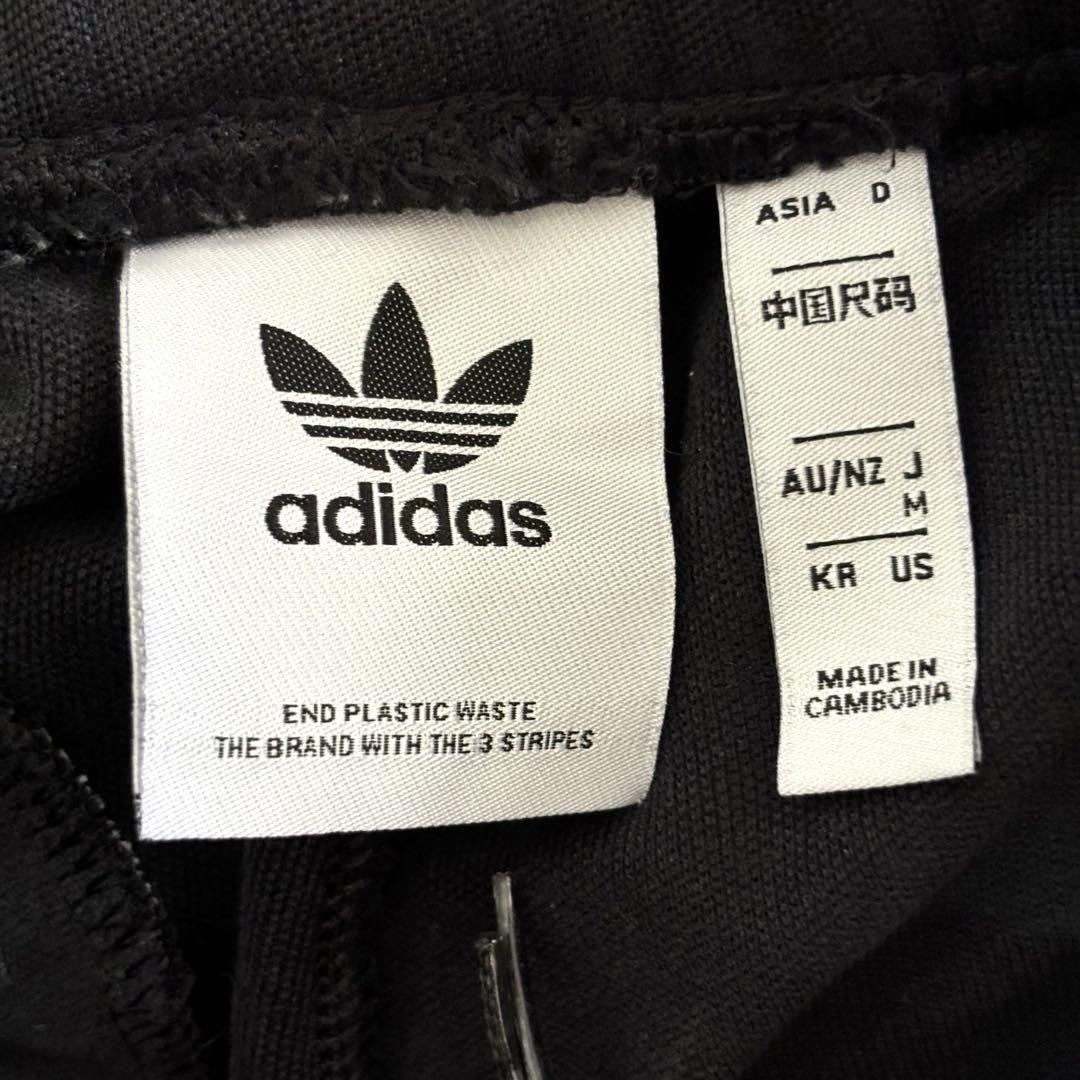 adidas
END PLASTIC WASTE
THE BRAND WITH THE 3 STRIPES
ASIA D
中国尺码
AU/NZ J
M
KR US
MADE IN
CAMBODIA